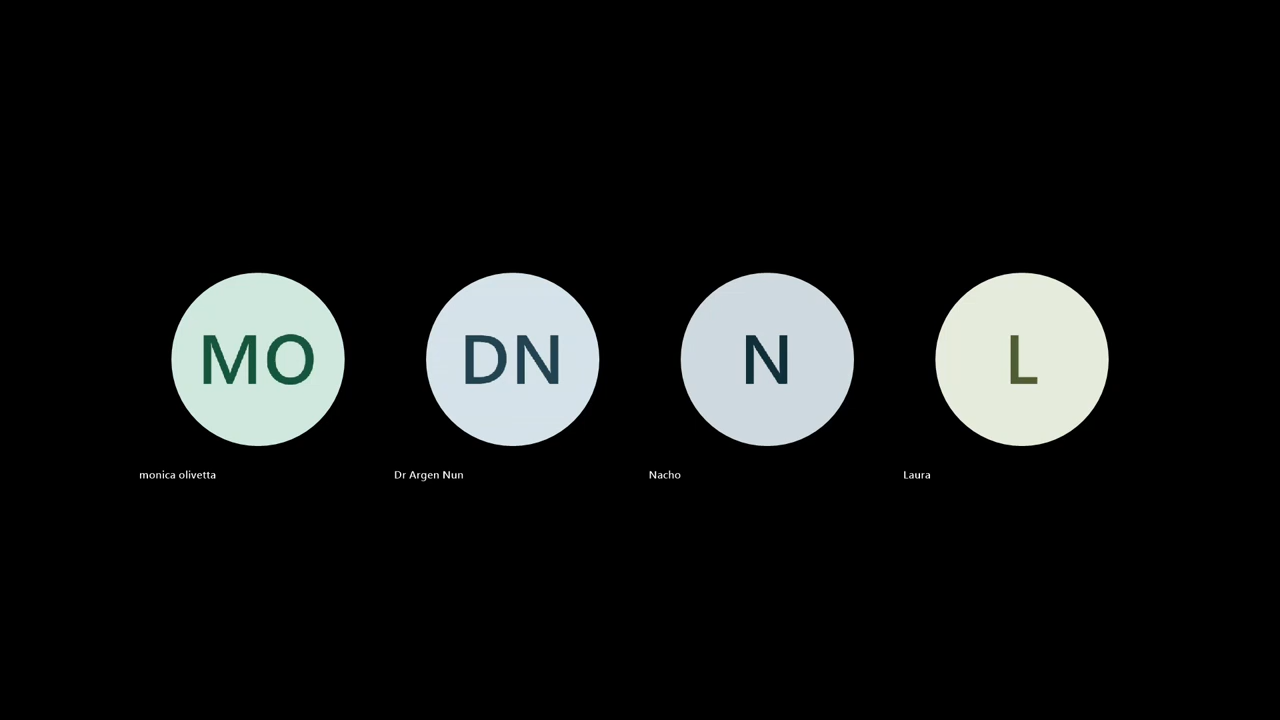 MO
DN
N
L
monica olivetta
Dr Argen Nun
Nacho
Laura